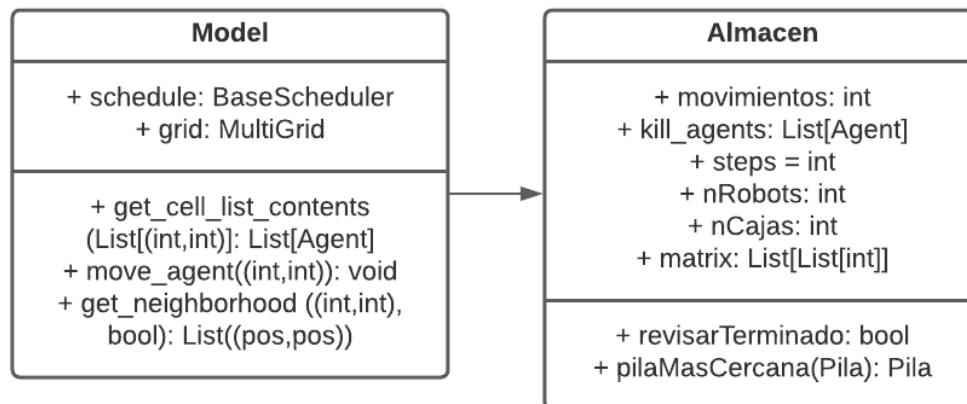 Model
+ schedule: BaseScheduler
+ grid: MultiGrid
+ get_cell_list_contents
(List[(int,int)]: List[Agent]
+ move_agent((int,int)): void
+ get_neighborhood ((int,int),
bool): List((pos,pos))
Almacen
+ movimientos: int
+ kill_agents: List[Agent]
+ steps = int
+ nRobots: int
+ nCajas: int
+ matrix: List[List[int]]
+ revisarTerminado: bool
+ pilaMasCercana(Pila): Pila